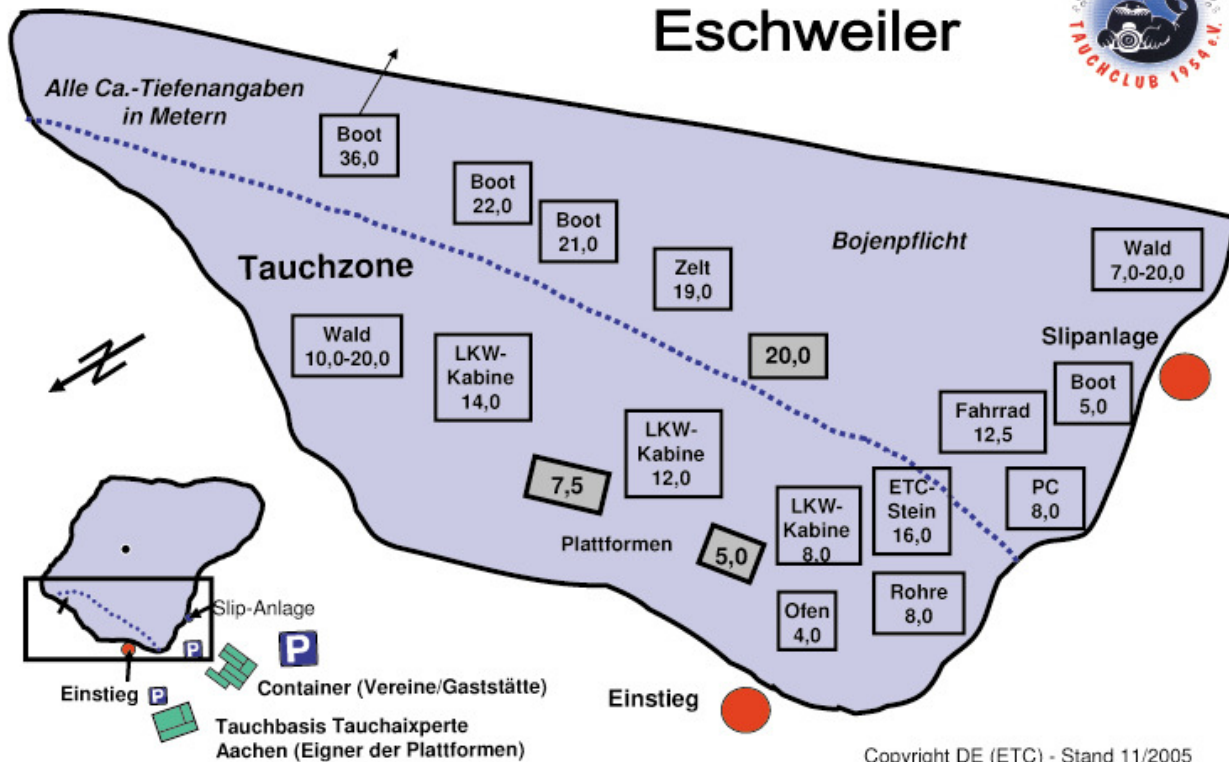 Eschweiler
TAUCHCLUB 1954 e.V.
Alle Ca.-Tiefenangaben
in Metern
Boot
36,0
Boot
22,0
Boot
21,0
Bojenpflicht
Wald
7,0-20,0
Tauchzone
Zelt
19,0
Wald
10,0-20,0
LKW-
Kabine
14,0
20,0
Slipanlage
Boot
5,0
Fahrrad
12,5
LKW-
Kabine
12,0
7,5
ETC-
Stein
16,0
PC
8,0
LKW-
Kabine
8,0
Plattformen
5,0
Ofen
4,0
Rohre
8,0
Slip-Anlage
P
P
Einstieg
P
Container (Vereine/Gaststätte)
Einstieg
Tauchbasis Tauchaixperte
Aachen (Eigner der Plattformen)
Copyright DE (ETC) - Stand 11/2005